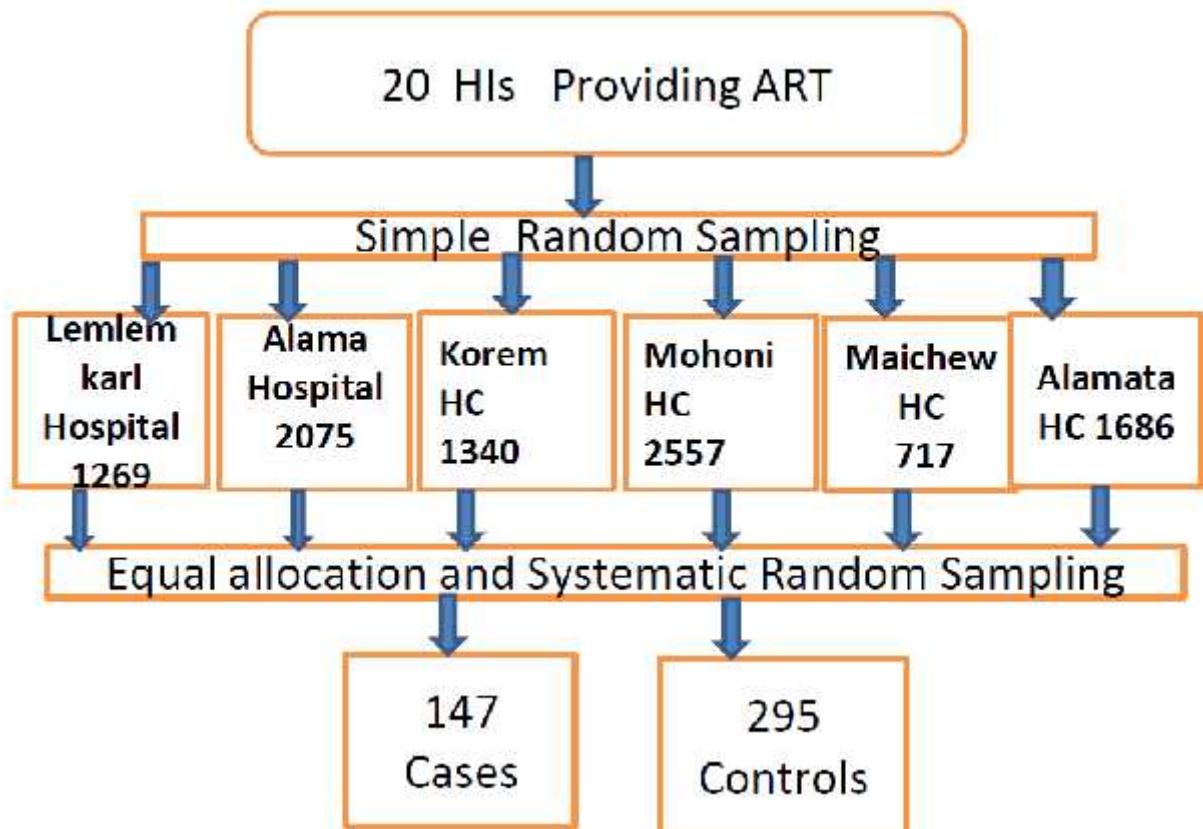 20 HIs Providing ART
Simple Random Sampling
Lemlem
karl
Hospital
1269
Alama
Hospital
2075
Korem
HC
1340
Mohoni
HC
2557
Maichew
HC
717
Alamata
HC 1686
Equal allocation and Systematic Random Sampling
147
Cases
295
Controls